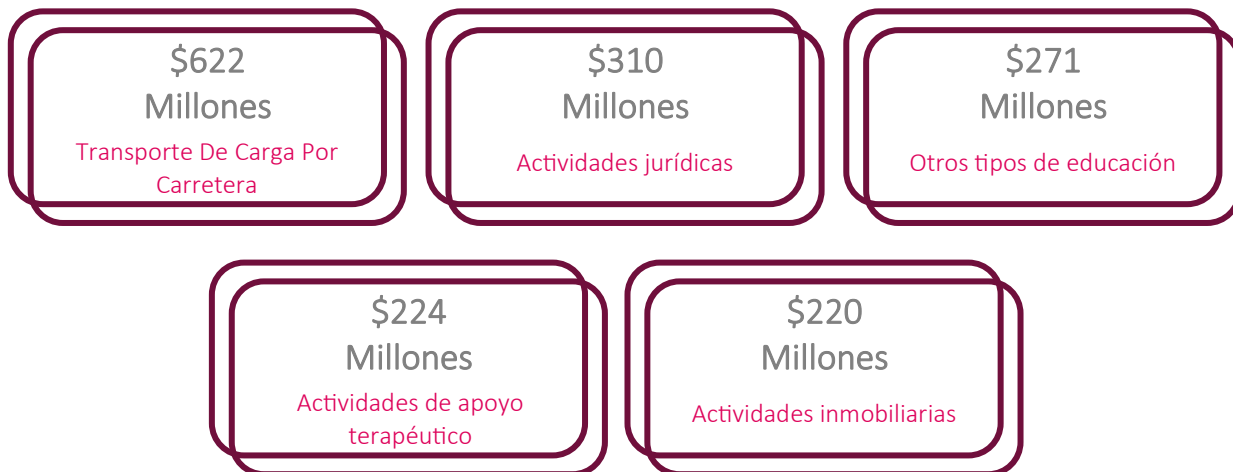 $622
Millones
Transporte De Carga Por
Carretera
$310
Millones
Actividades jurídicas
$271
Millones
Otros tipos de educación
$224
Millones
Actividades de apoyo
terapéutico
$220
Millones
Actividades inmobiliarias